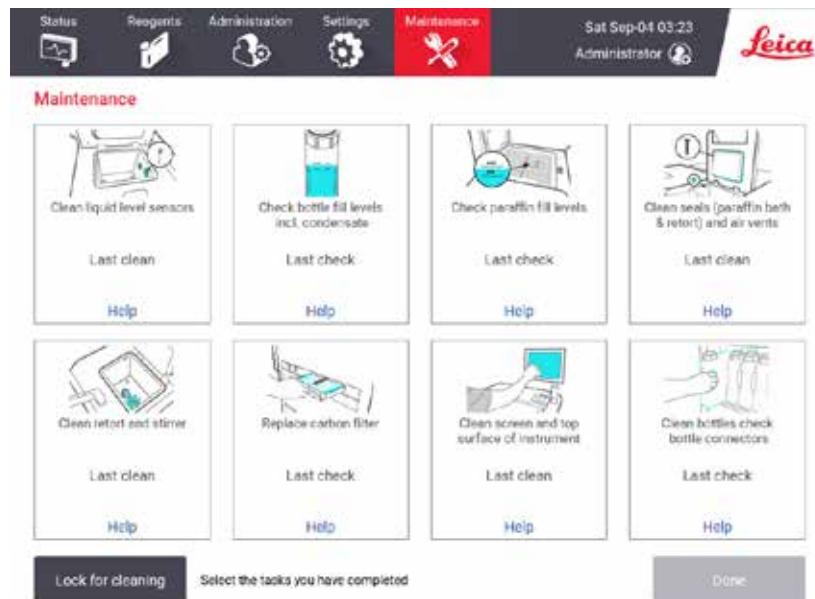 Status Reagents Administration Settings Maintenance Sat Sep-04 03:23
Administrator Leica
Maintenance
Clean liquid level sensors
Check bottle fill levels
incl. condensate
Check paraffin fill levels
Clean seals (paraffin bath
& retort) and air vents
Last clean Last check Last check Last clean
Help Help Help Help
Clean retort and stirrer
Replace carbon filter
Clean screen and top
surface of instrument
Clean bottles check
bottle connectors
Last clean Last check Last clean Last check
Help Help Help Help
Lock for cleaning Select the tasks you have completed Done